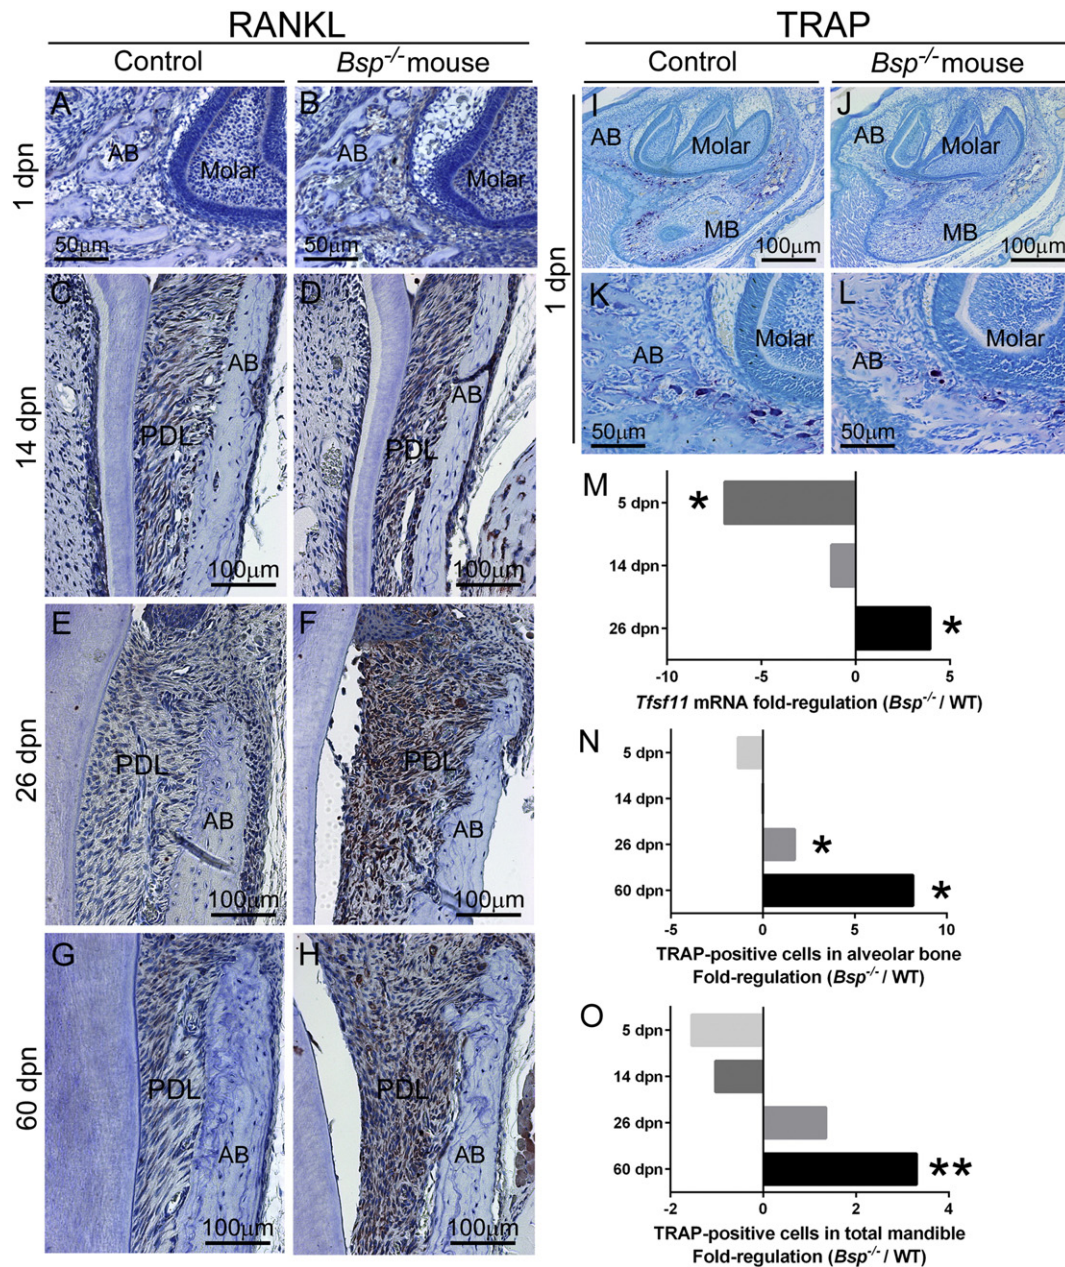 RANKL
Control
Bsp-/- mouse
1 dpn
A
AB
Molar
50μm
B
AB
Molar
50μm
14 dpn
C
PDL
AB
100μm
D
PDL
AB
100μm
26 dpn
E
PDL
AB
100μm
F
PDL
AB
100μm
60 dpn
G
PDL
AB
100μm
H
PDL
AB
100μm
TRAP
Control
Bsp-/- mouse
1 dpn
I
AB
Molar
MB
100μm
J
AB
Molar
MB
100μm
K
AB
Molar
50μm
L
AB
Molar
50μm
M
5 dpn
*
14 dpn
26 dpn
*
-10 -5 0 5
Tfsf11 mRNA fold-regulation (Bsp-/- / WT)
N
5 dpn
14 dpn
26 dpn
*
60 dpn
*
-5 0 5 10
TRAP-positive cells in alveolar bone
Fold-regulation (Bsp-/- / WT)
O
5 dpn
14 dpn
26 dpn
60 dpn
**
-2 0 2 4
TRAP-positive cells in total mandible
Fold-regulation (Bsp-/- / WT)